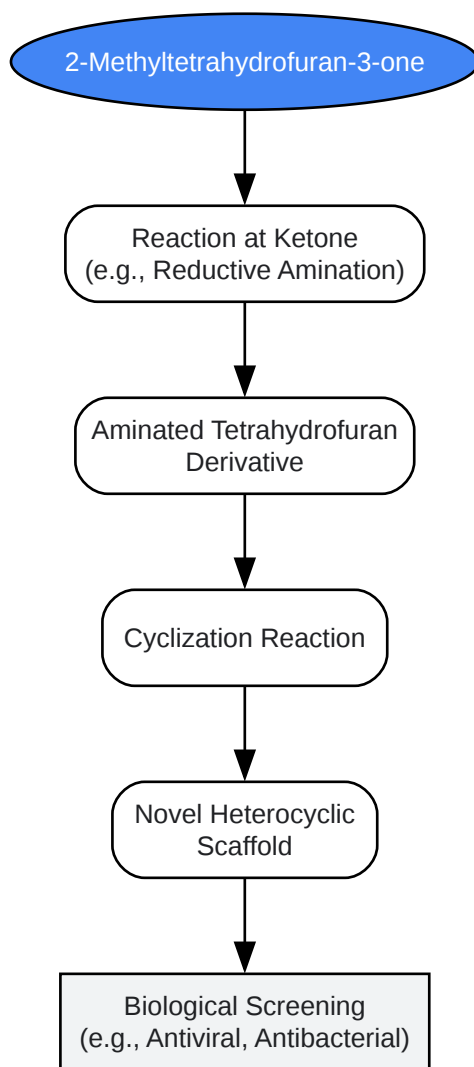 2-Methyltetrahydrofuran-3-one
Reaction at Ketone
(e.g., Reductive Amination)
Aminated Tetrahydrofuran
Derivative
Cyclization Reaction
Novel Heterocyclic
Scaffold
Biological Screening
(e.g., Antiviral, Antibacterial)